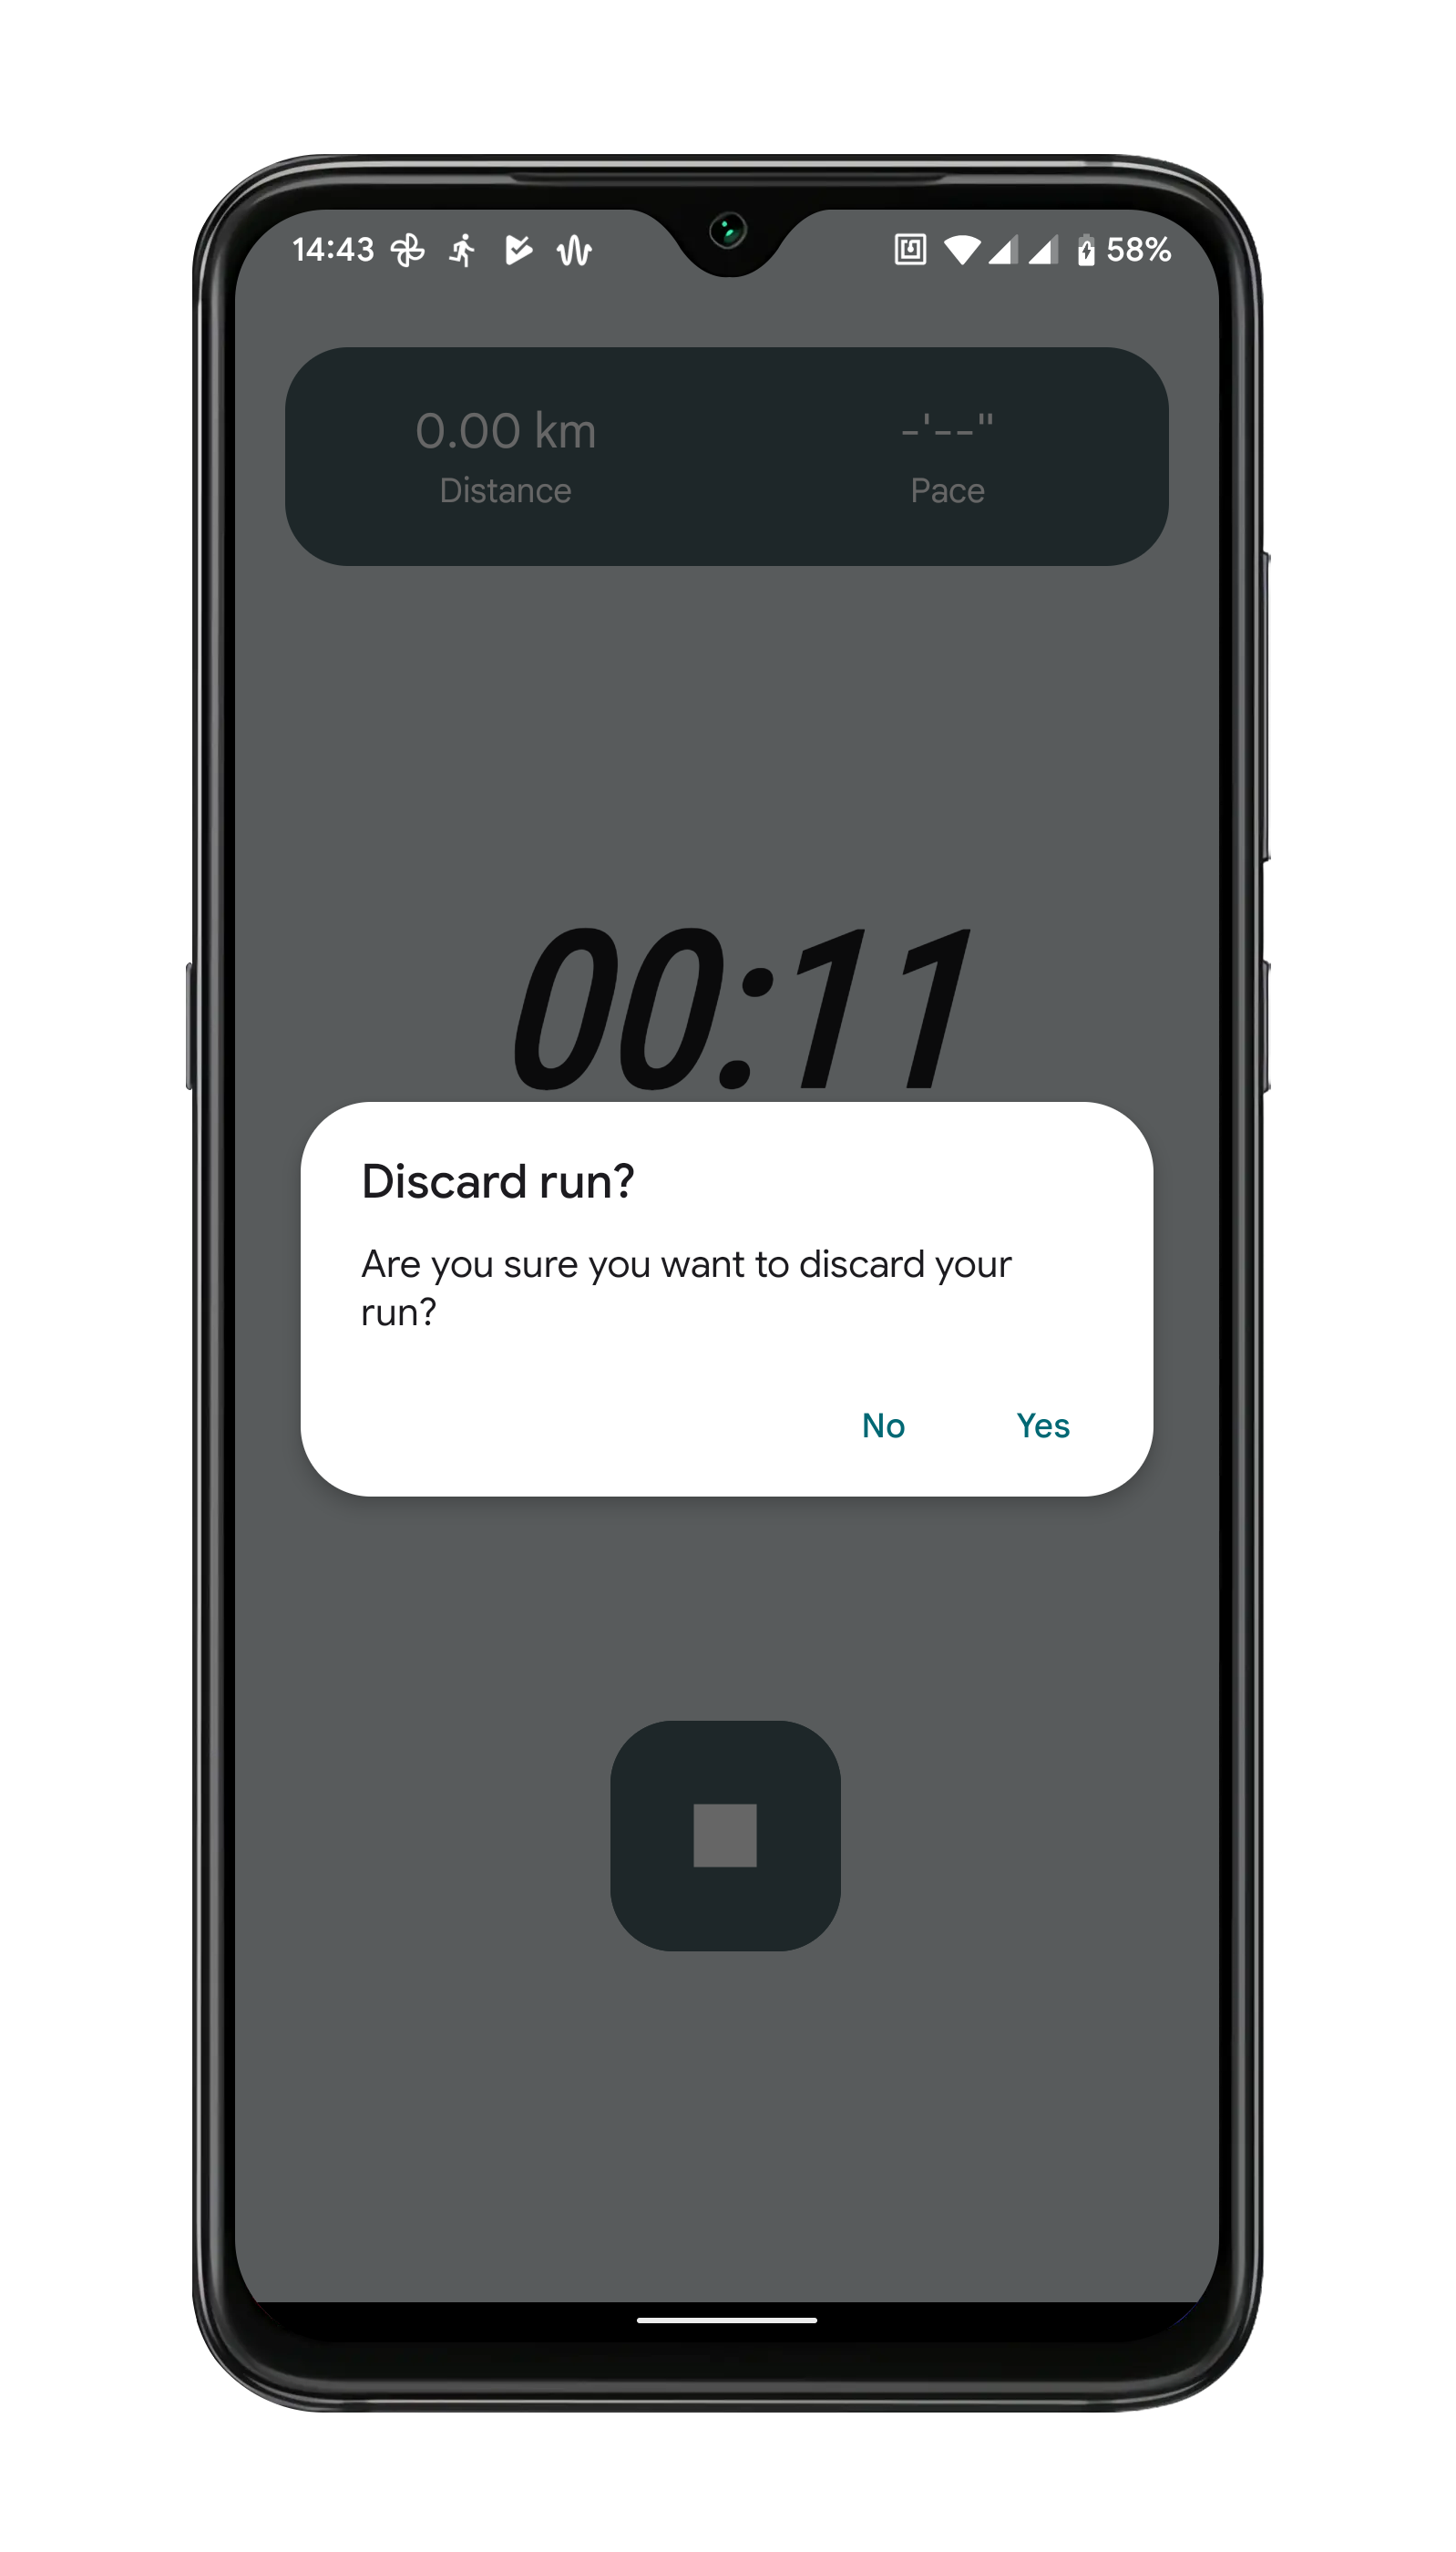 14:43 58%
0.00 km -'--"
Distance Pace
00:11
Discard run?
Are you sure you want to discard your
run?
No Yes